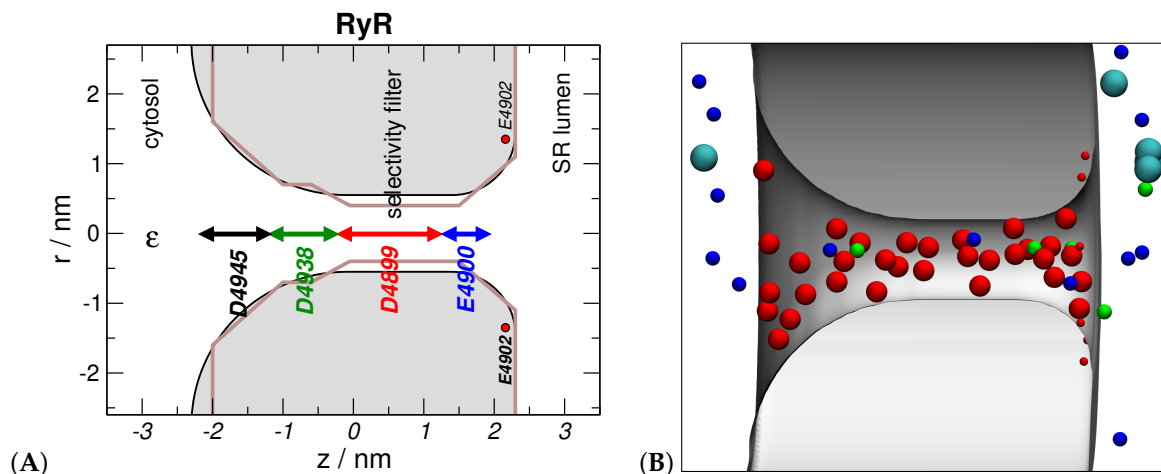 RyR
r / nm
2
1
0
-1
-2
cytosol
selectivity filter
E4902
SR lumen
ε
D4945
D4938
D4899
E4900
E4902
-3 -2 -1 0 1 2 3
z / nm
(A)
(B)